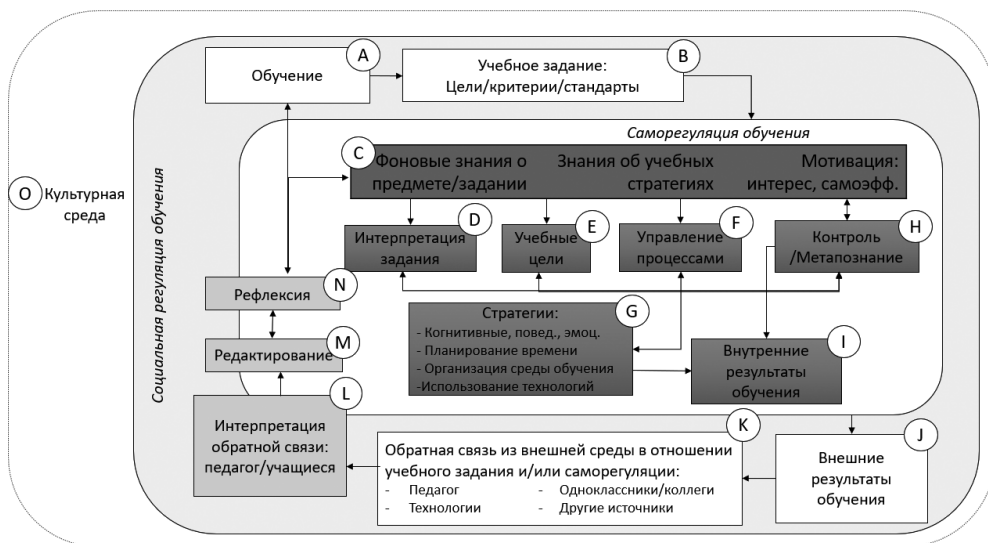 A
Обучение
B
Учебное задание:
Цели/критерии/стандарты
Саморегуляция обучения
C
Фоновые знания о
предмете/задании
Знания об учебных
стратегиях
Мотивация:
интерес, самоэфф.
O
Культурная
среда
Социальная регуляция обучения
D
Интерпретация
задания
E
Учебные
цели
F
Управление
процессами
H
Контроль
/Метапознание
N
Рефлексия
G
Стратегии:
- Когнитивные, повед., эмоц.
- Планирование времени
- Организация среды обучения
-Использование технологий
M
Редактирование
I
Внутренние
результаты
обучения
L
Интерпретация
обратной связи:
педагог/учащиеся
K
Обратная связь из внешней среды в отношении
учебного задания и/или саморегуляции:
- Педагог
- Технологии
- Одноклассники/коллеги
- Другие источники
J
Внешние
результаты
обучения